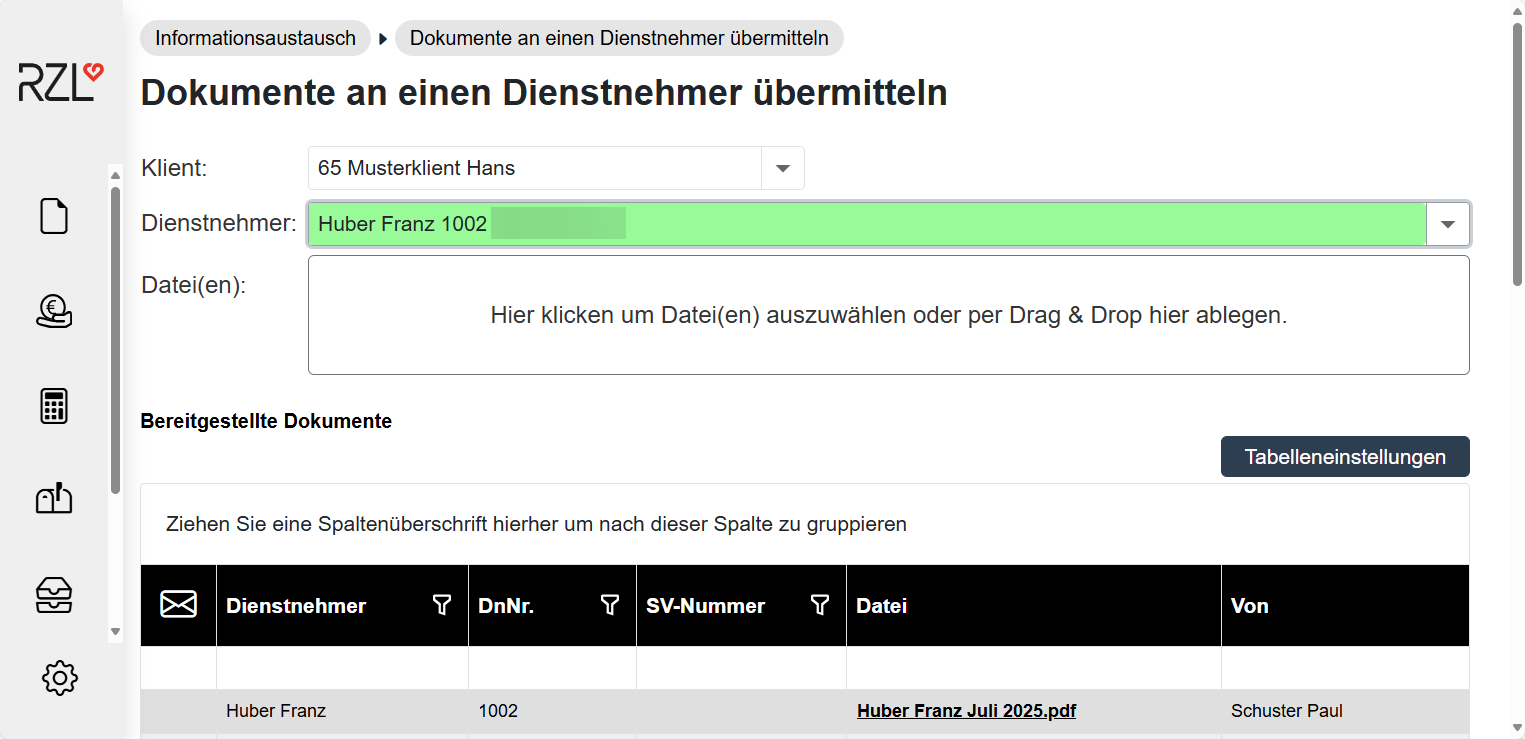 Informationsaustausch Dokumente an einen Dienstnehmer übermitteln
RZL
Dokumente an einen Dienstnehmer übermitteln
Klient: 65 Musterklient Hans
Dienstnehmer: Huber Franz 1002
Datei(en): Hier klicken um Datei(en) auszuwählen oder per Drag & Drop hier ablegen.
Bereitgestellte Dokumente
Tabelleneinstellungen
Ziehen Sie eine Spaltenüberschrift hierher um nach dieser Spalte zu gruppieren
Dienstnehmer DnNr. SV-Nummer Datei Von
Huber Franz 1002 Huber Franz Juli 2025.pdf Schuster Paul